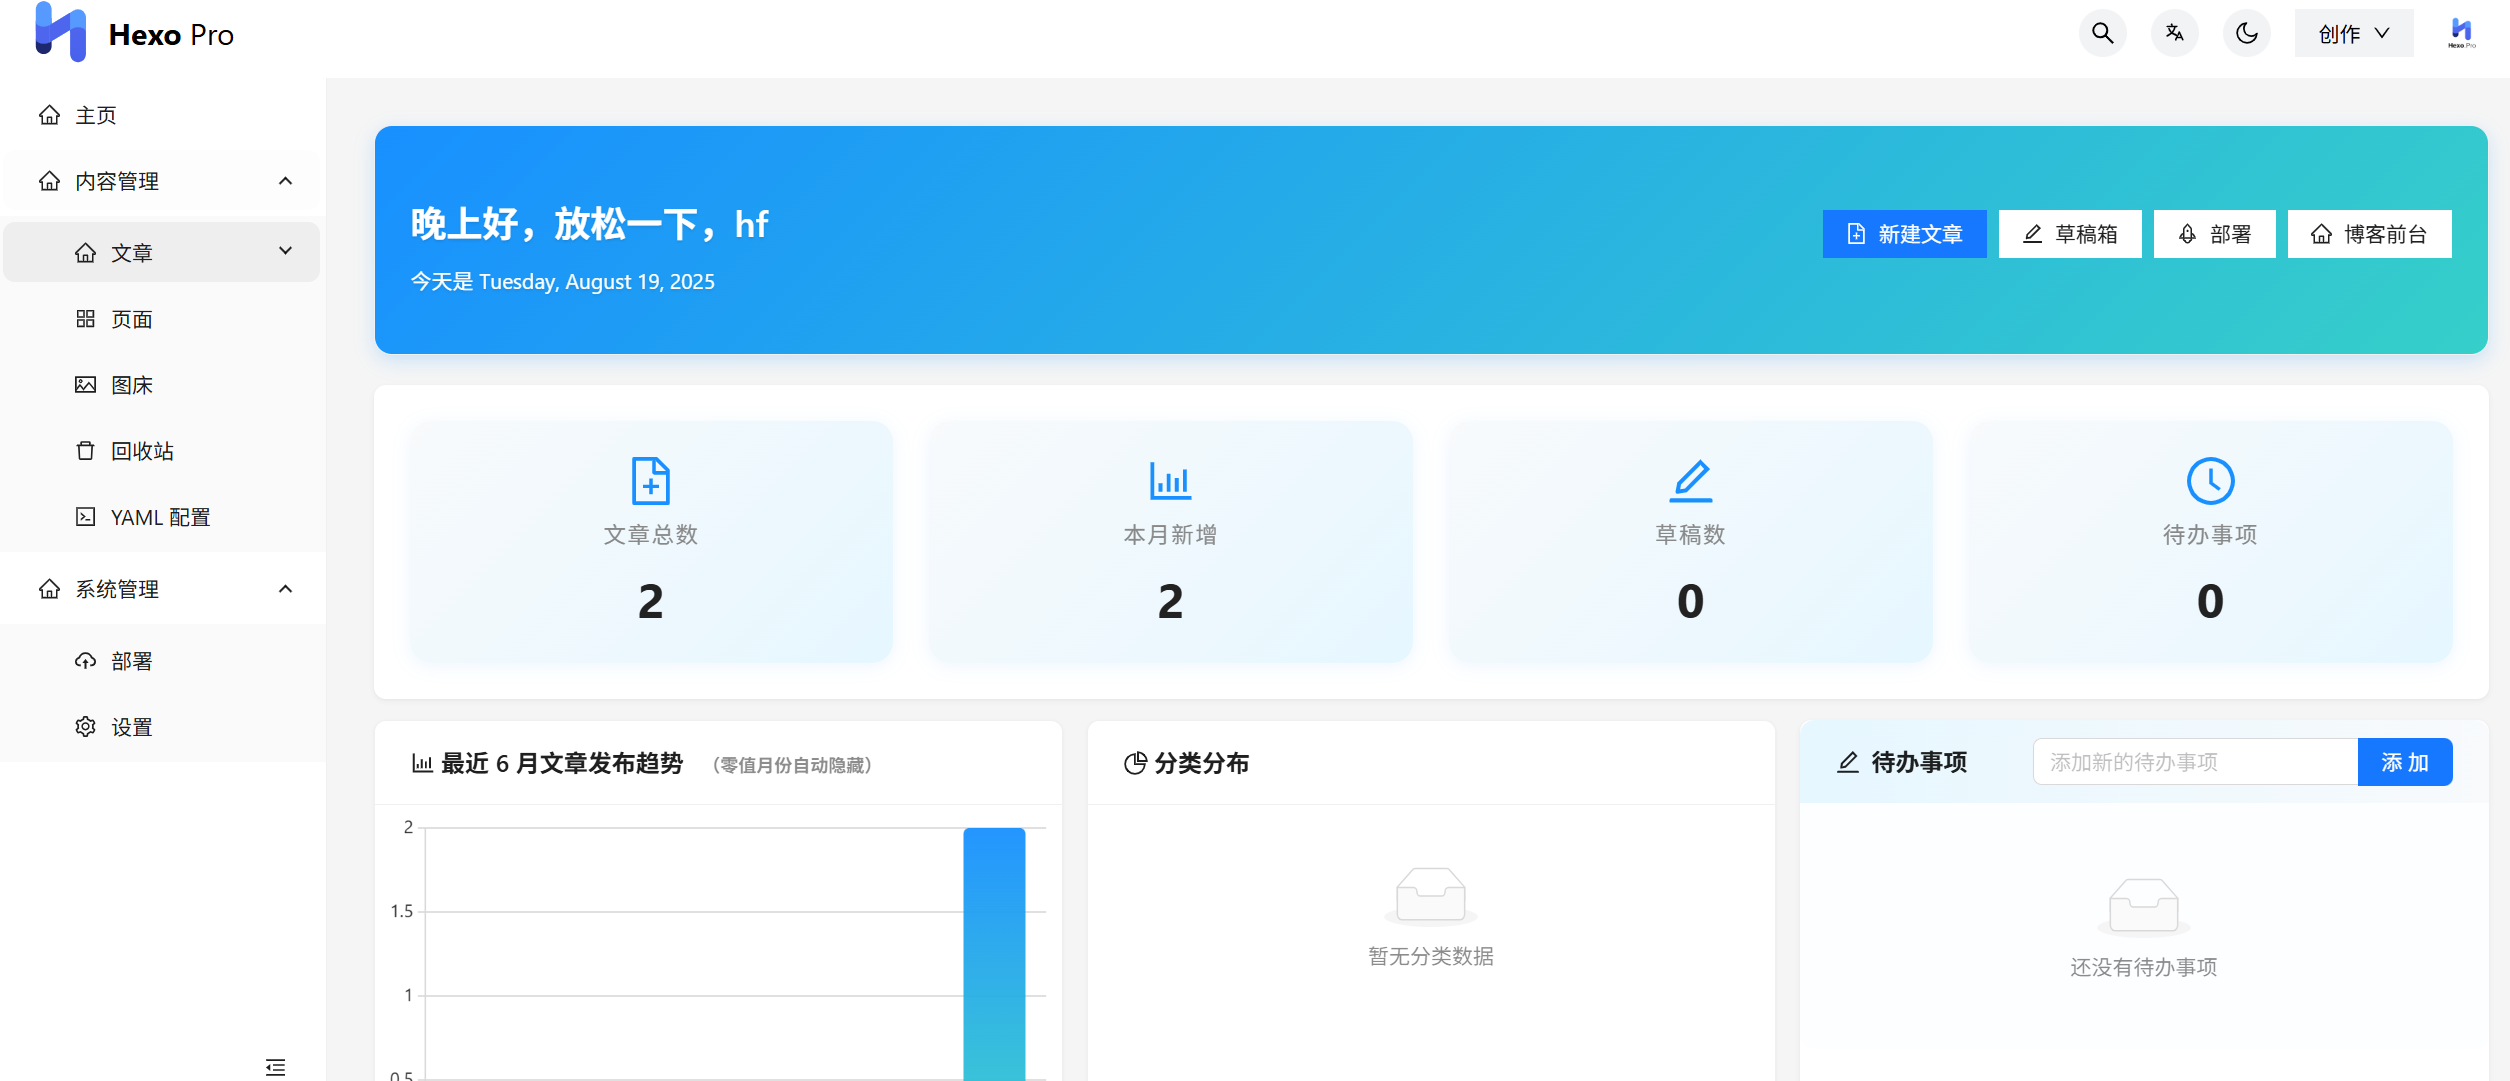 Hexo Pro
创作
Hexo Pro
主页
内容管理
文章
页面
图床
回收站
YAML 配置
系统管理
部署
设置
晚上好，放松一下，hf
今天是 Tuesday, August 19, 2025
新建文章
草稿箱
部署
博客前台
文章总数
2
本月新增
2
草稿数
0
待办事项
0
最近 6 月文章发布趋势 （零值月份自动隐藏）
2
1.5
1
0.5
分类分布
暂无分类数据
待办事项
添加新的待办事项
添 加
还没有待办事项